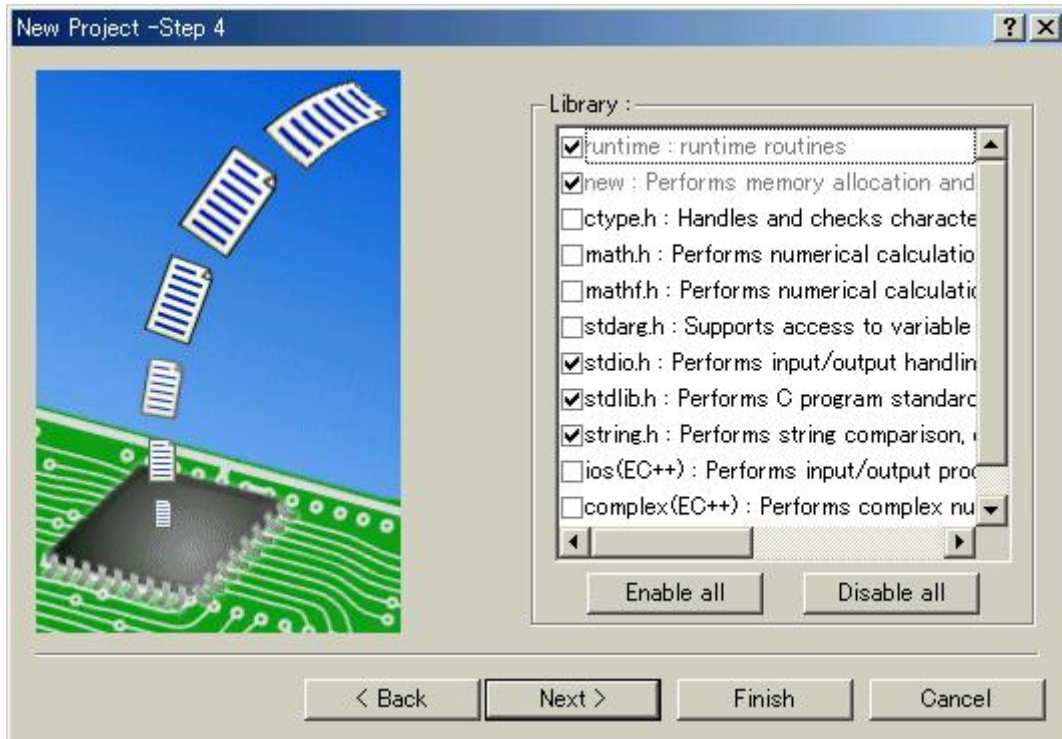 New Project -Step 4
Library :
runtime : runtime routines
new : Performs memory allocation and
ctype.h : Handles and checks characte
math.h : Performs numerical calculatio
mathf.h : Performs numerical calculatio
stdarg.h : Supports access to variable
stdio.h : Performs input/output handlin
stdlib.h : Performs C program standard
string.h : Performs string comparison,
ios(EC++) : Performs input/output proc
complex(EC++) : Performs complex nu
Enable all
Disable all
< Back
Next >
Finish
Cancel